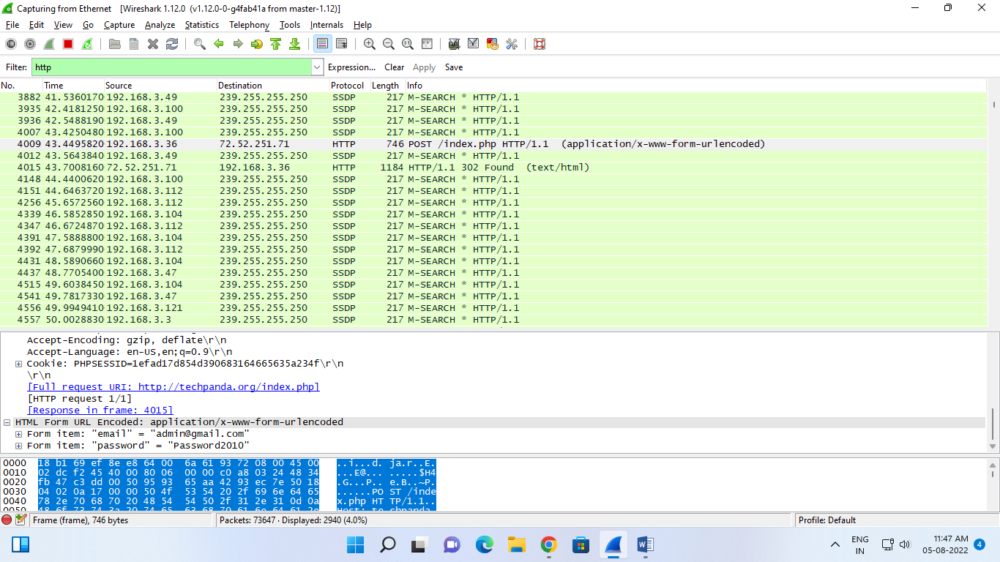 Capturing from Ethernet [Wireshark 1.12.0 (v1.12.0-0-g4fab41a from master-1.12)]
File Edit View Go Capture Analyze Statistics Telephony Tools Internals Help
Filter: http Expression... Clear Apply Save
No. Time Source Destination Protocol Length Info
3882 41.5360170 192.168.3.49 239.255.255.250 SSDP 217 M-SEARCH * HTTP/1.1
3935 42.4181250 192.168.3.100 239.255.255.250 SSDP 217 M-SEARCH * HTTP/1.1
3936 42.5488190 192.168.3.49 239.255.255.250 SSDP 217 M-SEARCH * HTTP/1.1
4007 43.4250480 192.168.3.100 239.255.255.250 SSDP 217 M-SEARCH * HTTP/1.1
4009 43.4495820 192.168.3.36 72.52.251.71 HTTP 746 POST /index.php HTTP/1.1 (application/x-www-form-urlencoded)
4012 43.5643840 192.168.3.49 239.255.255.250 SSDP 217 M-SEARCH * HTTP/1.1
4015 43.7008160 72.52.251.71 192.168.3.36 HTTP 1184 HTTP/1.1 302 Found (text/html)
4148 44.4400620 192.168.3.100 239.255.255.250 SSDP 217 M-SEARCH * HTTP/1.1
4151 44.6463720 192.168.3.112 239.255.255.250 SSDP 217 M-SEARCH * HTTP/1.1
4256 45.6572560 192.168.3.112 239.255.255.250 SSDP 217 M-SEARCH * HTTP/1.1
4339 46.5852850 192.168.3.104 239.255.255.250 SSDP 217 M-SEARCH * HTTP/1.1
4347 46.6724870 192.168.3.112 239.255.255.250 SSDP 217 M-SEARCH * HTTP/1.1
4391 47.5888800 192.168.3.104 239.255.255.250 SSDP 217 M-SEARCH * HTTP/1.1
4392 47.6879990 192.168.3.112 239.255.255.250 SSDP 217 M-SEARCH * HTTP/1.1
4431 48.5890660 192.168.3.104 239.255.255.250 SSDP 217 M-SEARCH * HTTP/1.1
4437 48.7705400 192.168.3.47 239.255.255.250 SSDP 217 M-SEARCH * HTTP/1.1
4515 49.6038450 192.168.3.104 239.255.255.250 SSDP 217 M-SEARCH * HTTP/1.1
4541 49.7817330 192.168.3.47 239.255.255.250 SSDP 217 M-SEARCH * HTTP/1.1
4556 49.9949410 192.168.3.121 239.255.255.250 SSDP 217 M-SEARCH * HTTP/1.1
4557 50.0028830 192.168.3.3 239.255.255.250 SSDP 217 M-SEARCH * HTTP/1.1
Accept-Encoding: gzip, deflate\r\n
Accept-Language: en-US,en;q=0.9\r\n
Cookie: PHPSESSID=1efad17d854d390683164665635a234f\r\n
\r\n
[Full request URI: http://techpanda.org/index.php]
[HTTP request 1/1]
[Response in frame: 4015]
HTML Form URL Encoded: application/x-www-form-urlencoded
Form item: "email" = "admin@gmail.com"
Form item: "password" = "Password2010"
0000 18 b1 69 ef 8e e8 64 00 6a 61 93 72 08 00 45 00 ..i...d. ja.r..E.
0010 02 dc f2 45 40 00 80 06 00 00 c0 a8 03 24 48 34 ...E@... .....$H4
0020 fb 47 c3 dd 00 50 95 93 65 aa 42 93 ec 7e 50 18 .G...P.. e.B..~P.
0030 04 02 0a 17 00 00 50 4f 53 54 20 2f 69 6e 64 65 ......PO ST /inde
0040 78 2e 70 68 70 20 48 54 54 50 2f 31 2e 31 0d 0a x.php HT TP/1.1..
0050 48 6f 73 74 3a 20 74 65 63 68 70 61 6e 64 61 2e Host: te chpanda.
Frame (frame), 746 bytes Packets: 73647 · Displayed: 2940 (4.0%) Profile: Default
ENG
IN
11:47 AM
05-08-2022
4